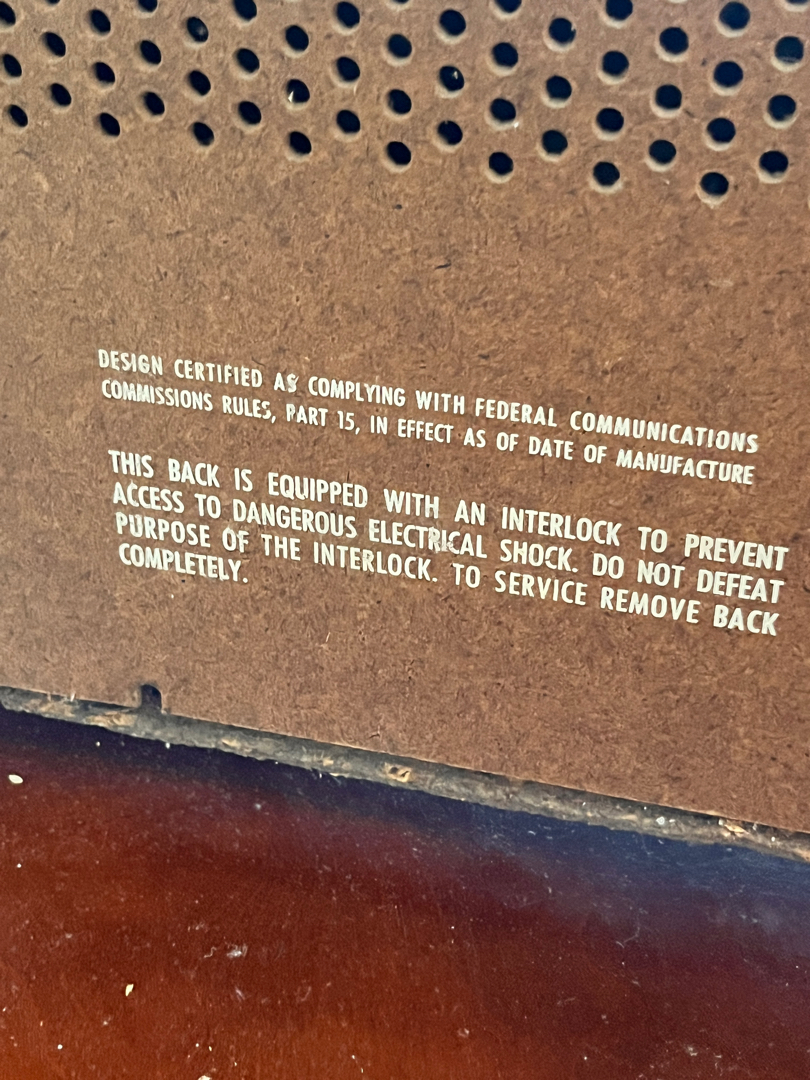 DESIGN CERTIFIED AS COMPLYING WITH FEDERAL COMMUNICATIONS
COMMISSIONS RULES, PART 15, IN EFFECT AS OF DATE OF MANUFACTURE
THIS BACK IS EQUIPPED WITH AN INTERLOCK TO PREVENT
ACCESS TO DANGEROUS ELECTRICAL SHOCK. DO NOT DEFEAT
PURPOSE OF THE INTERLOCK. TO SERVICE REMOVE BACK
COMPLETELY.